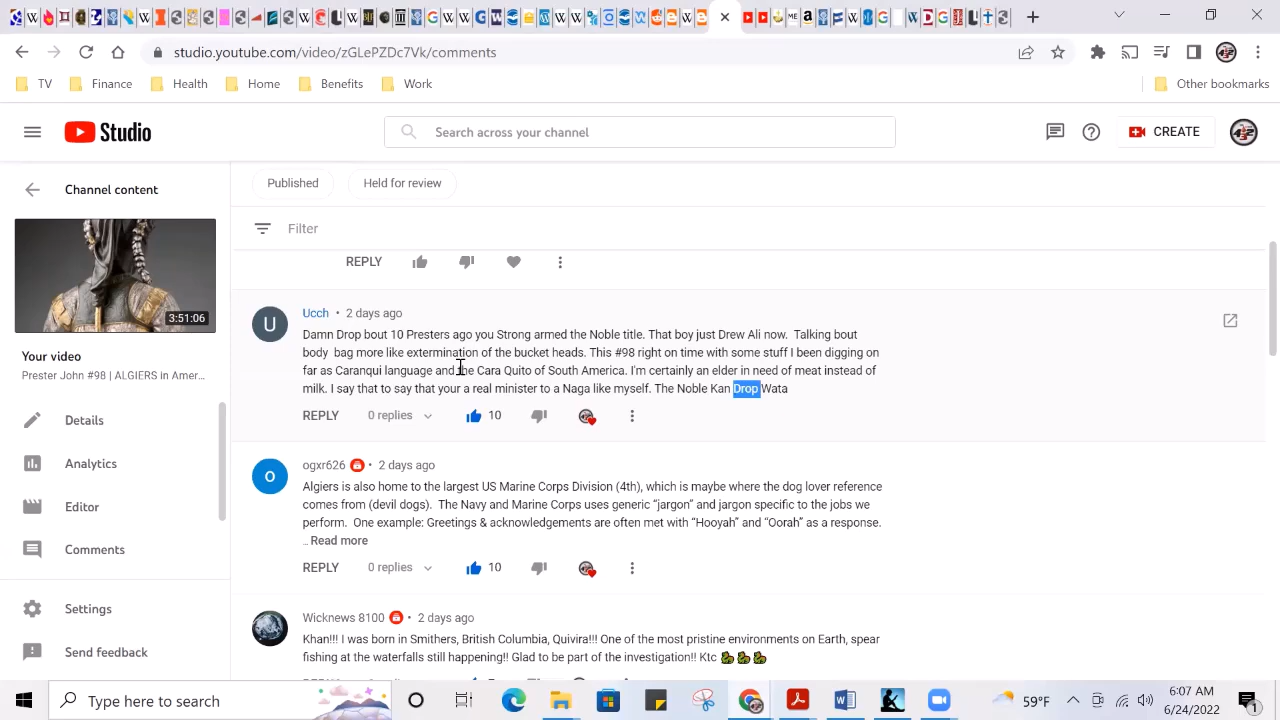 studio.youtube.com/video/zGLePZDc7Vk/comments
TV Finance Health Home Benefits Work Other bookmarks
Studio
Search across your channel
CREATE
Channel content
Published Held for review
Filter
3:51:06
Your video
Prester John #98 | ALGIERS in Amer...
Details
Analytics
Editor
Comments
Settings
Send feedback
REPLY
U
Ucch • 2 days ago
Damn Drop bout 10 Presters ago you Strong armed the Noble title. That boy just Drew Ali now. Talking bout
body bag more like extermination of the bucket heads. This #98 right on time with some stuff I been digging on
far as Caranqui language and the Cara Quito of South America. I'm certainly an elder in need of meat instead of
milk. I say that to say that your a real minister to a Naga like myself. The Noble Kan Drop Wata
REPLY 0 replies 10
o
ogxr626 • 2 days ago
Algiers is also home to the largest US Marine Corps Division (4th), which is maybe where the dog lover reference
comes from (devil dogs). The Navy and Marine Corps uses generic “jargon” and jargon specific to the jobs we
perform. One example: Greetings & acknowledgements are often met with “Hooyah” and “Oorah” as a response.
... Read more
REPLY 0 replies 10
Wicknews 8100 • 2 days ago
Khan!!! I was born in Smithers, British Columbia, Quivira!!! One of the most pristine environments on Earth, spear
fishing at the waterfalls still happening!! Glad to be part of the investigation!! Ktc 🐉🐉🐉
Type here to search
59°F
6:07 AM
6/24/2022